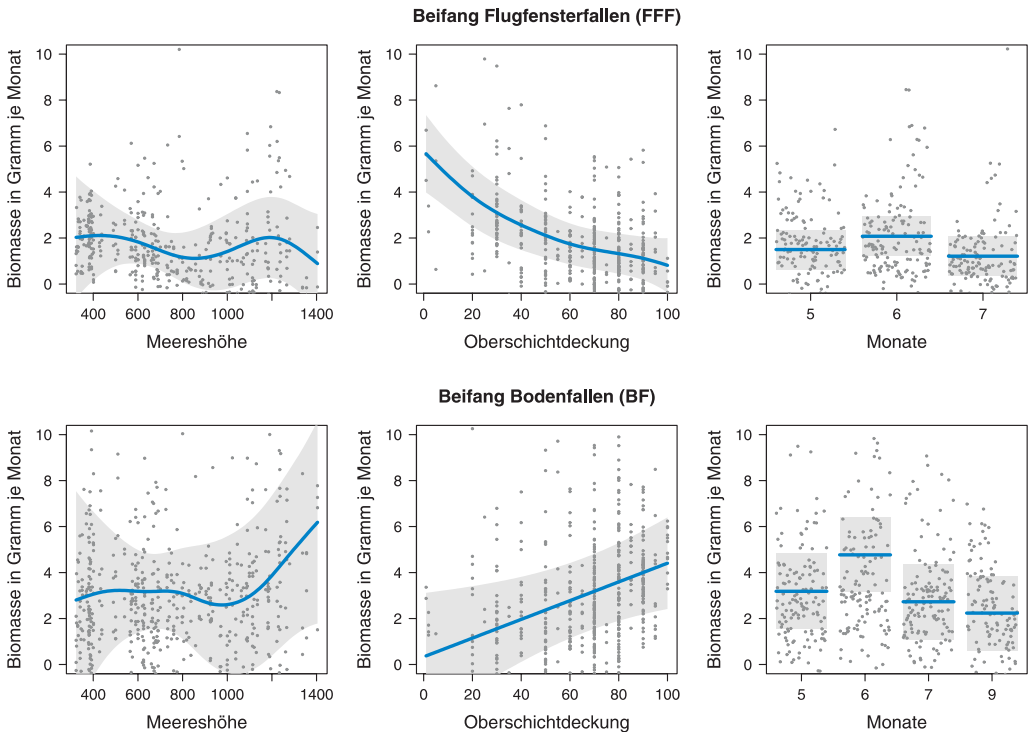 Beifang Flugfensterfallen (FFF)
Biomasse in Gramm je Monat
10
8
6
4
2
0
400 600 800 1000 1400
Meereshöhe
Biomasse in Gramm je Monat
10
8
6
4
2
0
0 20 40 60 80 100
Oberschichtdeckung
Biomasse in Gramm je Monat
10
8
6
4
2
0
5 6 7
Monate
Beifang Bodenfallen (BF)
Biomasse in Gramm je Monat
10
8
6
4
2
0
400 600 800 1000 1400
Meereshöhe
Biomasse in Gramm je Monat
10
8
6
4
2
0
0 20 40 60 80 100
Oberschichtdeckung
Biomasse in Gramm je Monat
10
8
6
4
2
0
5 6 7 9
Monate